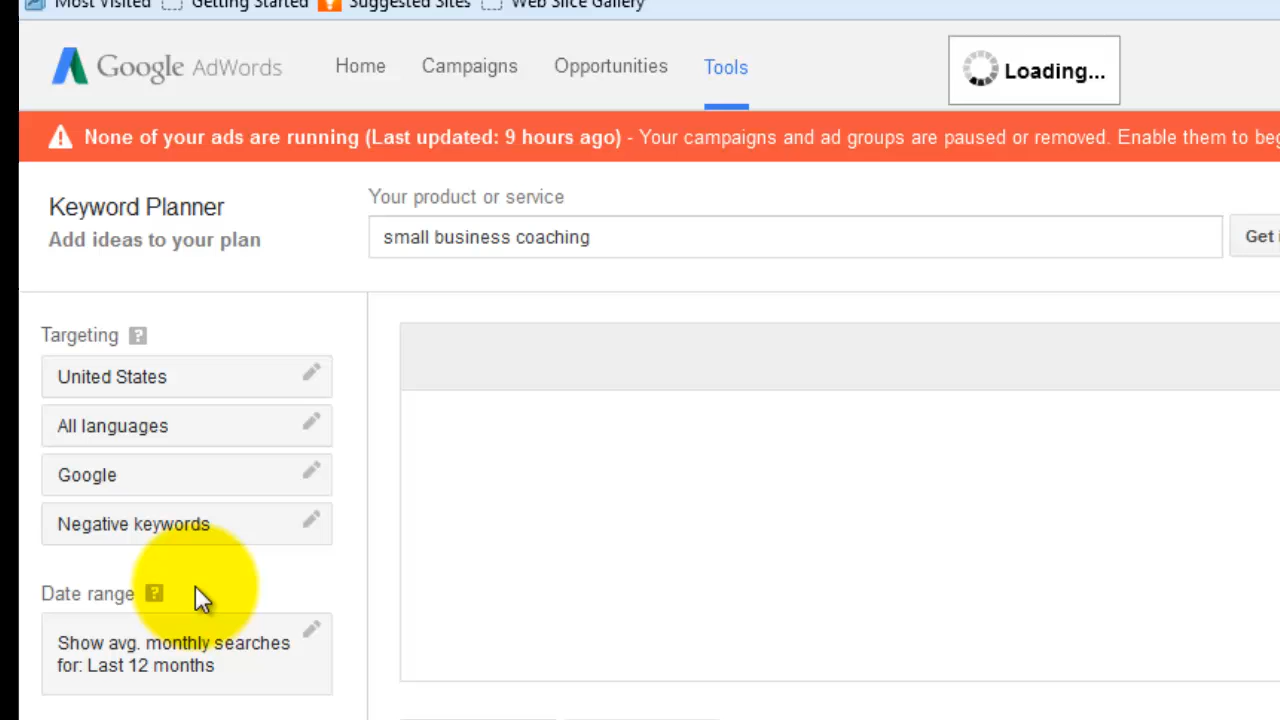 Most Visited Getting Started Suggested Sites Web Slice Gallery
Google AdWords Home Campaigns Opportunities Tools Loading...
None of your ads are running (Last updated: 9 hours ago) - Your campaigns and ad groups are paused or removed. Enable them to
Keyword Planner
Add ideas to your plan
Your product or service
small business coaching
Get
Targeting ?
United States
All languages
Google
Negative keywords
Date range ?
Show avg. monthly searches
for: Last 12 months